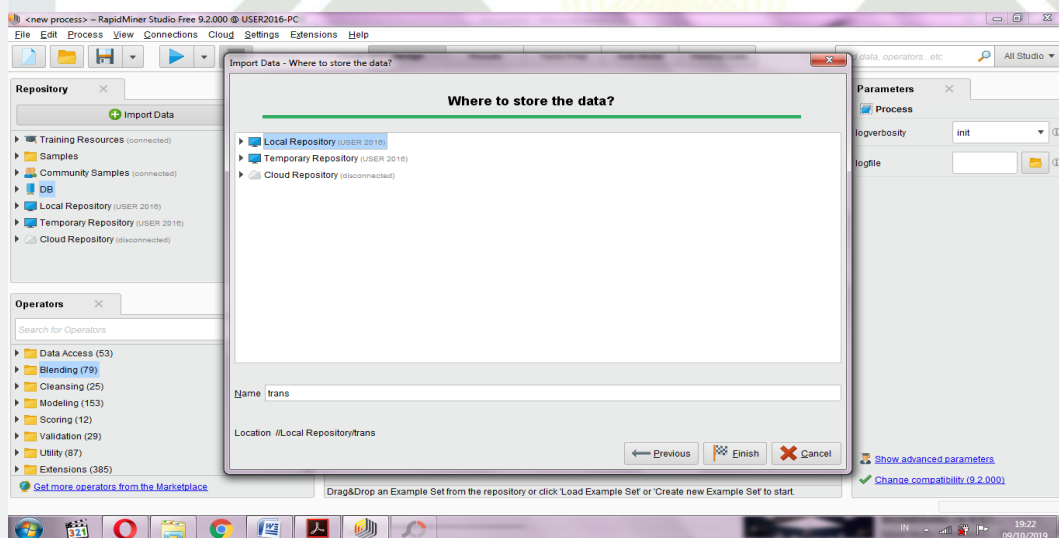 <new process> – RapidMiner Studio Free 9.2.000 @ USER2016-PC
File Edit Process View Connections Cloud Settings Extensions Help
data, operators...etc
All Studio
Import Data - Where to store the data?
Repository
Import Data
Training Resources (connected)
Samples
Community Samples (connected)
DB
Local Repository (USER 2016)
Temporary Repository (USER 2016)
Cloud Repository (disconnected)
Operators
Search for Operators
Data Access (53)
Blending (79)
Cleansing (25)
Modeling (153)
Scoring (12)
Validation (29)
Utility (87)
Extensions (385)
Get more operators from the Marketplace
Where to store the data?
Local Repository (USER 2016)
Temporary Repository (USER 2016)
Cloud Repository (disconnected)
Name trans
Location //Local Repository/trans
Previous Finish Cancel
Drag&Drop an Example Set from the repository or click 'Load Example Set' or 'Create new Example Set' to start.
Parameters
Process
logverbosity init
logfile
Show advanced parameters
Change compatibility (9.2.000)
321
IN
19:22
09/10/2019